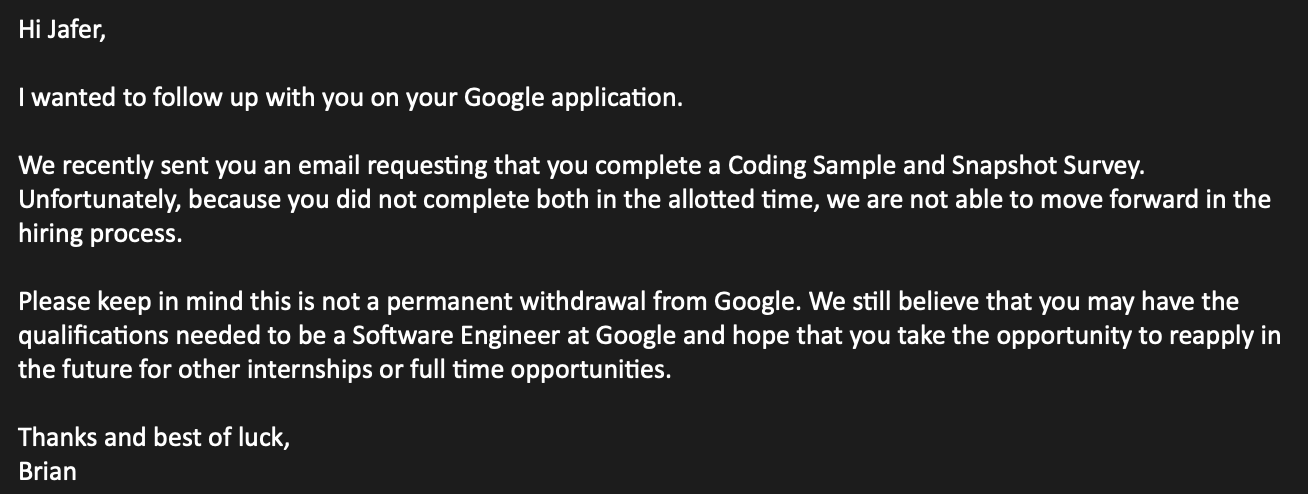 Hi Jafer,
I wanted to follow up with you on your Google application.
We recently sent you an email requesting that you complete a Coding Sample and Snapshot Survey.
Unfortunately, because you did not complete both in the allotted time, we are not able to move forward in the
hiring process.
Please keep in mind this is not a permanent withdrawal from Google. We still believe that you may have the
qualifications needed to be a Software Engineer at Google and hope that you take the opportunity to reapply in
the future for other internships or full time opportunities.
Thanks and best of luck,
Brian